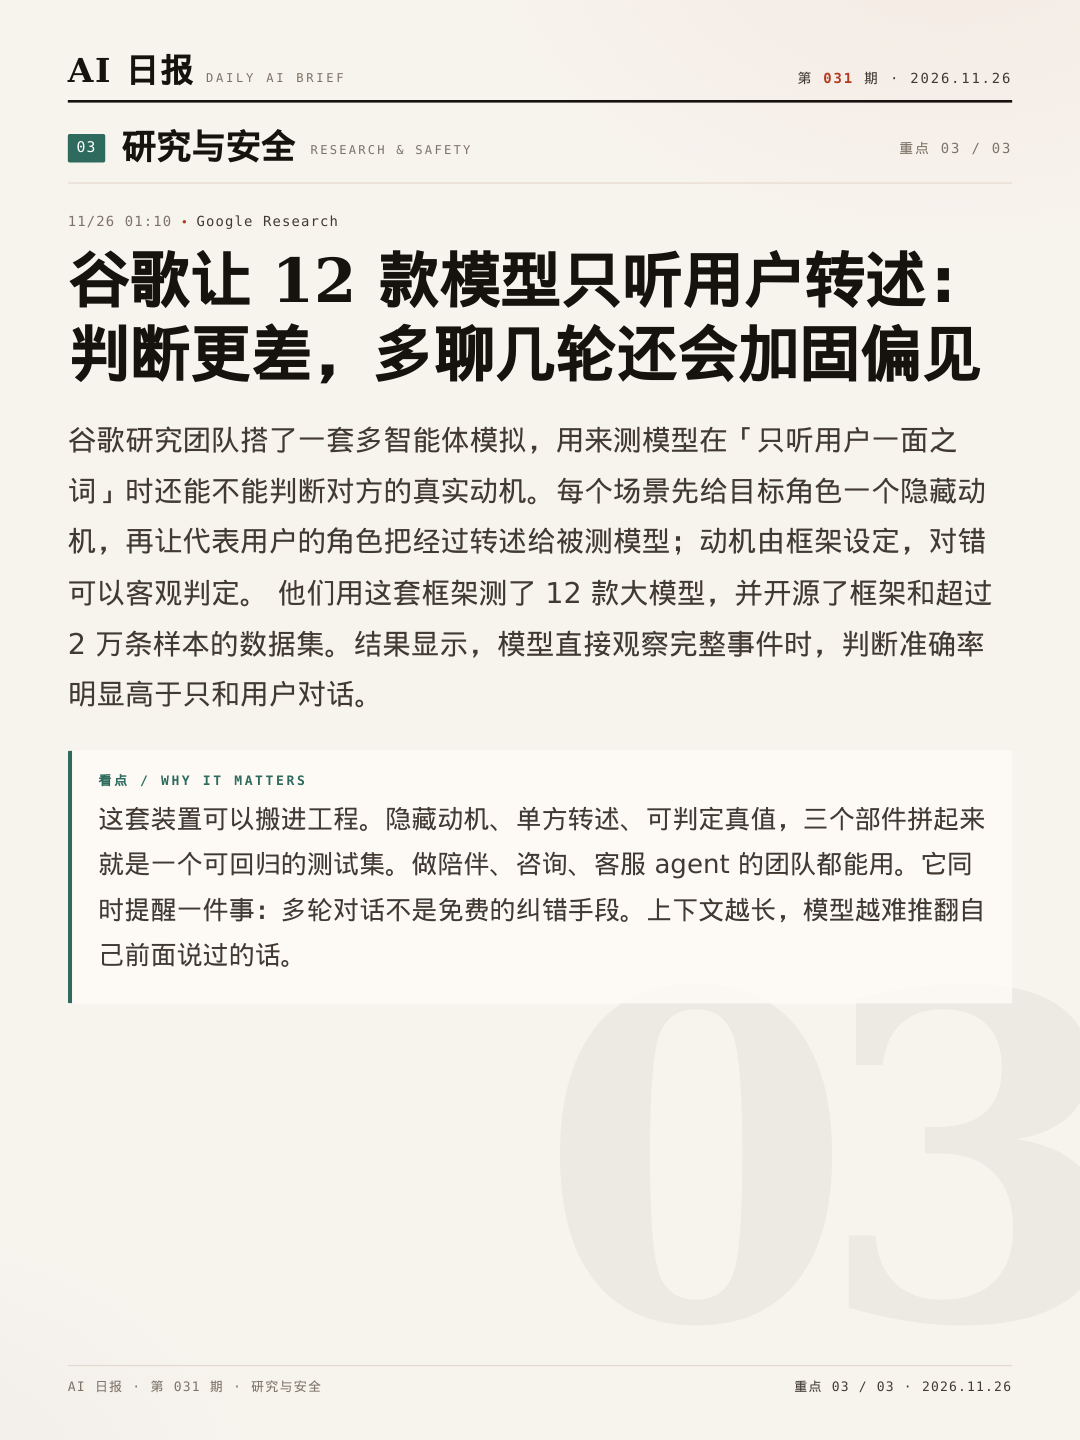 AI 日报 DAILY AI BRIEF 第 031 期 · 2026.11.26
03 研究与安全 RESEARCH & SAFETY 重点 03 / 03
11/26 01:10 • Google Research
谷歌让 12 款模型只听用户转述：
判断更差，多聊几轮还会加固偏见
谷歌研究团队搭了一套多智能体模拟，用来测模型在「只听用户一面之
词」时还能不能判断对方的真实动机。每个场景先给目标角色一个隐藏动
机，再让代表用户的角色把经过转述给被测模型；动机由框架设定，对错
可以客观判定。 他们用这套框架测了 12 款大模型，并开源了框架和超过
2 万条样本的数据集。结果显示，模型直接观察完整事件时，判断准确率
明显高于只和用户对话。
看点 / WHY IT MATTERS
这套装置可以搬进工程。隐藏动机、单方转述、可判定真值，三个部件拼起来
就是一个可回归的测试集。做陪伴、咨询、客服 agent 的团队都能用。它同
时提醒一件事：多轮对话不是免费的纠错手段。上下文越长，模型越难推翻自
己前面说过的话。
03
AI 日报 · 第 031 期 · 研究与安全 重点 03 / 03 · 2026.11.26